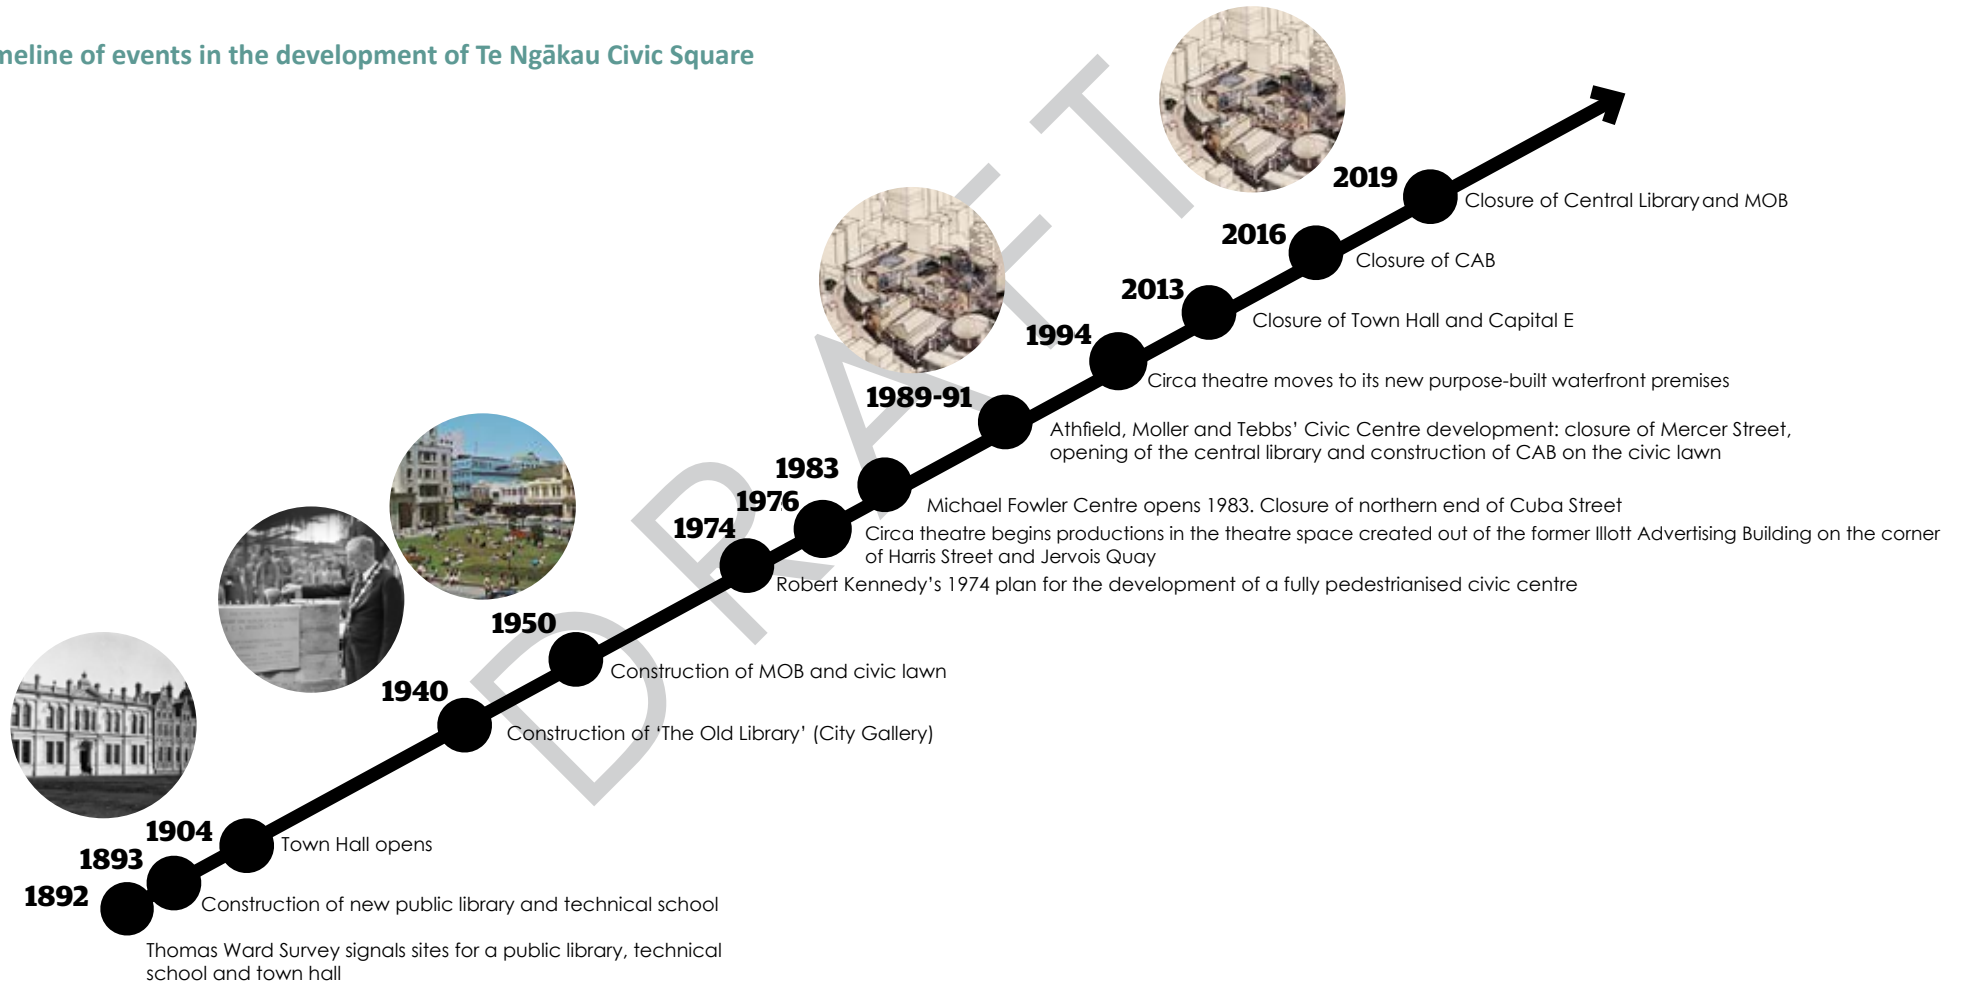 meline of events in the development of Te Ngākau Civic Square
DRAFT
2019
Closure of Central Library and MOB
2016
Closure of CAB
2013
Closure of Town Hall and Capital E
1994
Circa theatre moves to its new purpose-built waterfront premises
1989-91
Athfield, Moller and Tebbs’ Civic Centre development: closure of Mercer Street,
opening of the central library and construction of CAB on the civic lawn
1983
Michael Fowler Centre opens 1983. Closure of northern end of Cuba Street
1976
Circa theatre begins productions in the theatre space created out of the former Illott Advertising Building on the corner
of Harris Street and Jervois Quay
1974
Robert Kennedy’s 1974 plan for the development of a fully pedestrianised civic centre
1950
Construction of MOB and civic lawn
1940
Construction of ‘The Old Library’ (City Gallery)
1904
Town Hall opens
1893
Construction of new public library and technical school
1892
Thomas Ward Survey signals sites for a public library, technical
school and town hall